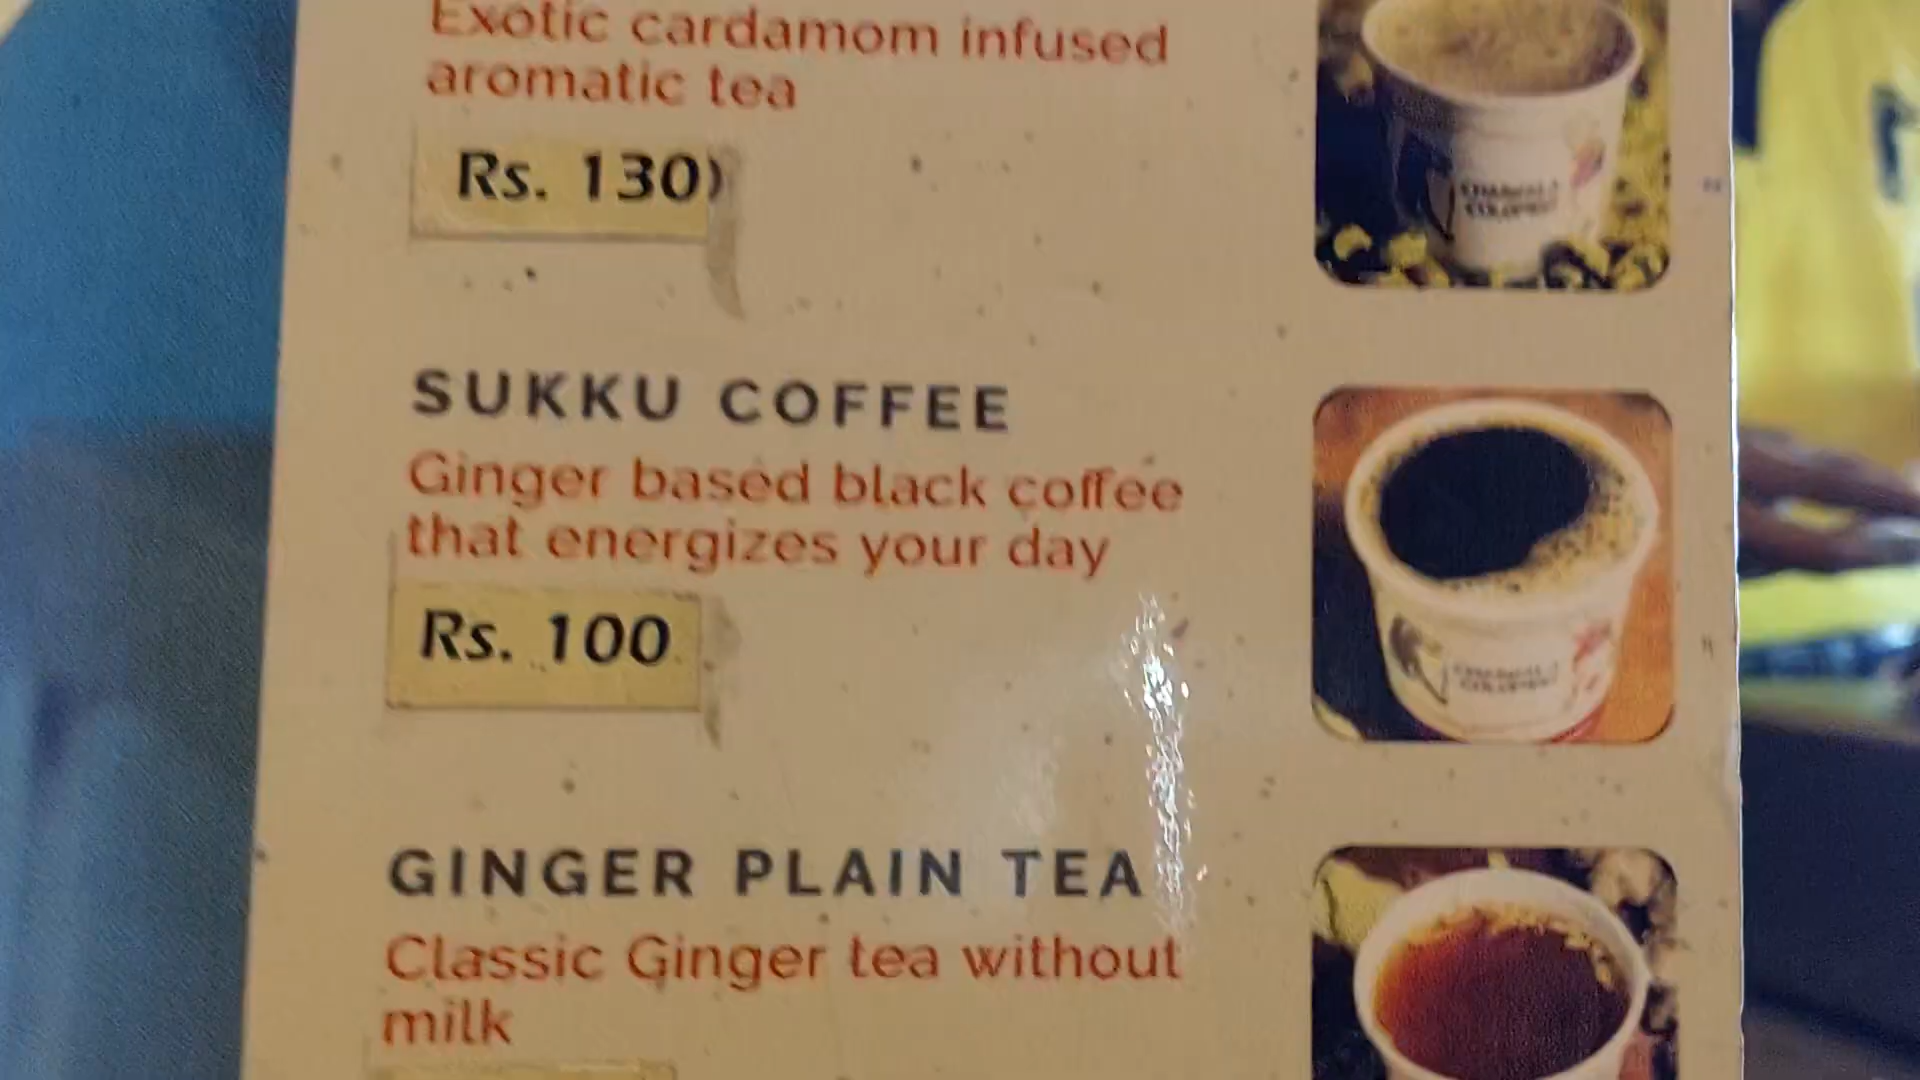 Exotic cardamom infused
aromatic tea
Rs. 130)
SUKKU COFFEE
Ginger based black coffee
that energizes your day
Rs. 100
GINGER PLAIN TEA
Classic Ginger tea without
milk